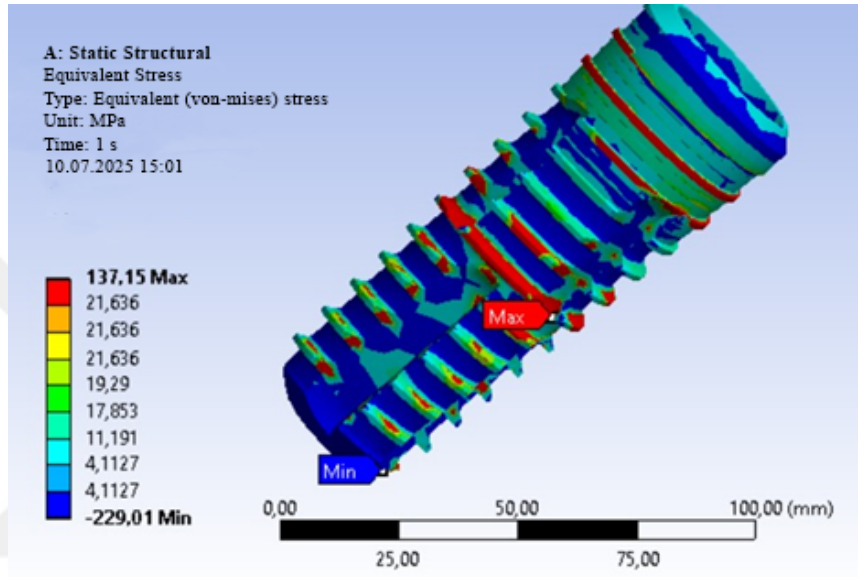 A: Static Structural
Equivalent Stress
Type: Equivalent (von-mises) stress
Unit: MPa
Time: 1 s
10.07.2025 15:01
137,15 Max
21,636
21,636
21,636
19,29
17,853
11,191
4,1127
4,1127
-229,01 Min
Max
Min
0,00 50,00 100,00 (mm)
25,00 75,00